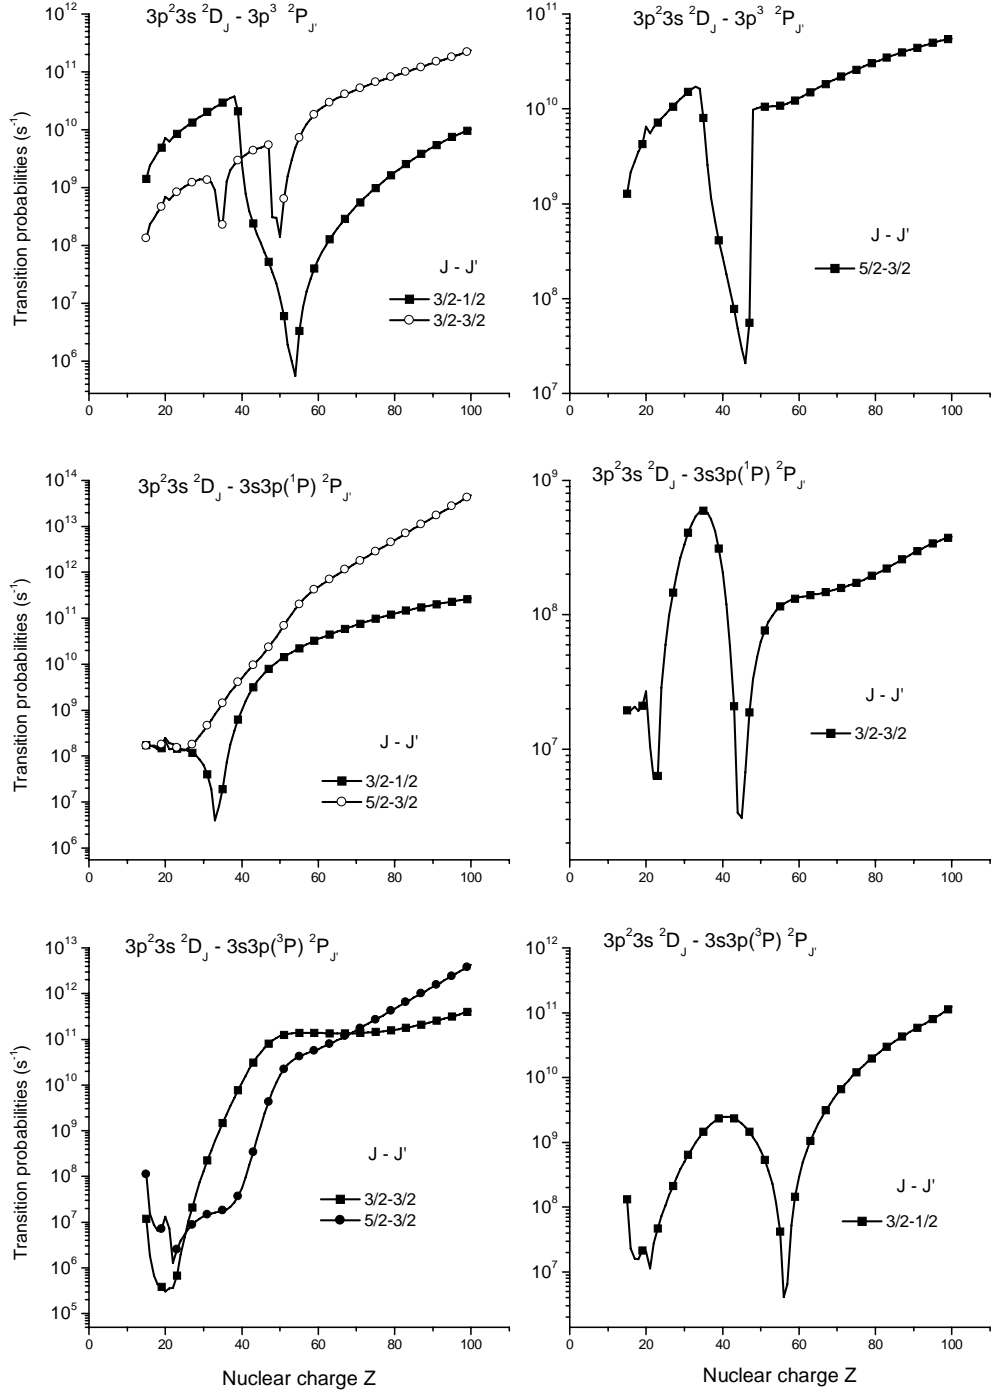 3p²3s ²D_J - 3p³ ²P_J'
10¹²
10¹¹
10¹⁰
10⁹
10⁸
10⁷
10⁶
Transition probabilities (s⁻¹)
J - J'
3/2-1/2
3/2-3/2
0 20 40 60 80 100
3p²3s ²D_J - 3p³ ²P_J'
10¹¹
10¹⁰
10⁹
10⁸
10⁷
J - J'
5/2-3/2
0 20 40 60 80 100
3p²3s ²D_J - 3s3p(¹P) ²P_J'
10¹⁴
10¹³
10¹²
10¹¹
10¹⁰
10⁹
10⁸
10⁷
10⁶
Transition probabilities (s⁻¹)
J - J'
3/2-1/2
5/2-3/2
0 20 40 60 80 100
3p²3s ²D_J - 3s3p(¹P) ²P_J'
10⁹
10⁸
10⁷
J - J'
3/2-3/2
0 20 40 60 80 100
3p²3s ²D_J - 3s3p(³P) ²P_J'
10¹³
10¹²
10¹¹
10¹⁰
10⁹
10⁸
10⁷
10⁶
10⁵
Transition probabilities (s⁻¹)
J - J'
3/2-3/2
5/2-3/2
0 20 40 60 80 100
Nuclear charge Z
3p²3s ²D_J - 3s3p(³P) ²P_J'
10¹²
10¹¹
10¹⁰
10⁹
10⁸
10⁷
J - J'
3/2-1/2
0 20 40 60 80 100
Nuclear charge Z